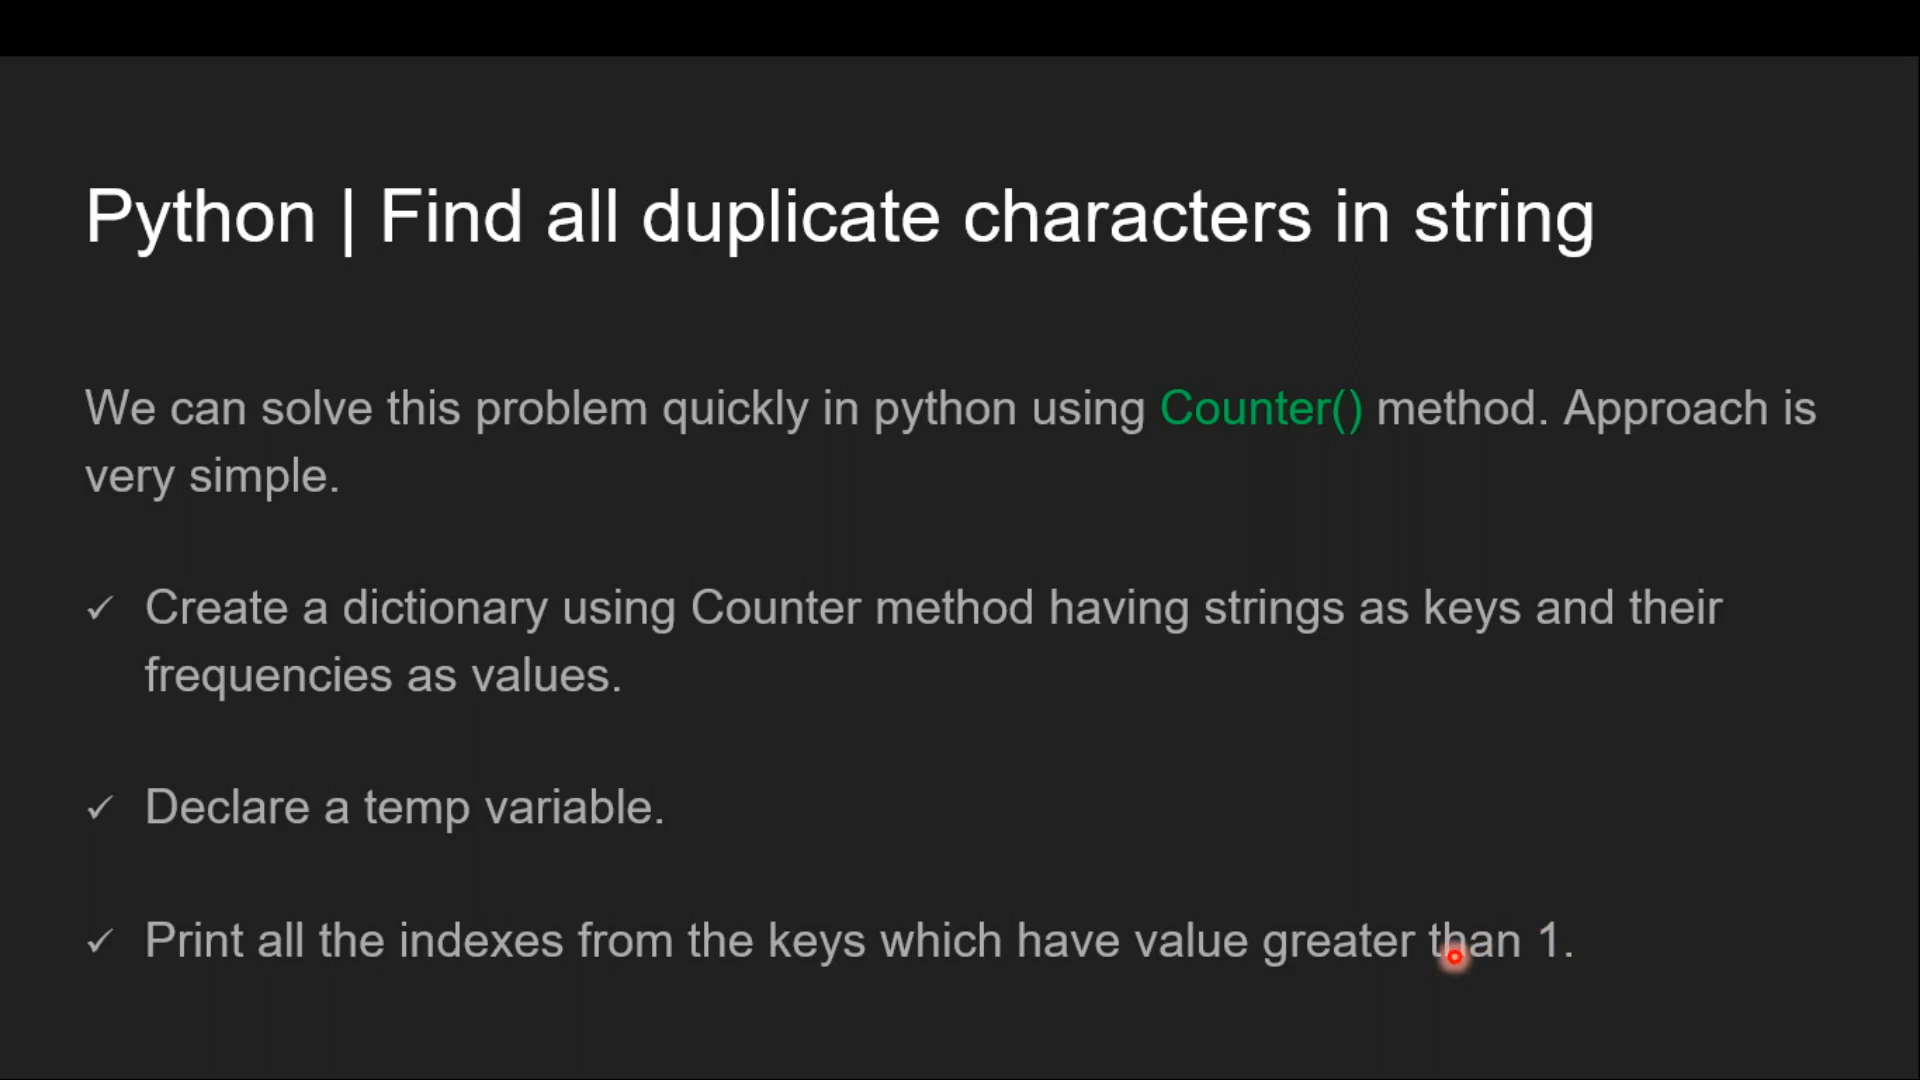 Python | Find all duplicate characters in string
We can solve this problem quickly in python using Counter() method. Approach is
very simple.
✓ Create a dictionary using Counter method having strings as keys and their
frequencies as values.
✓ Declare a temp variable.
✓ Print all the indexes from the keys which have value greater than 1.